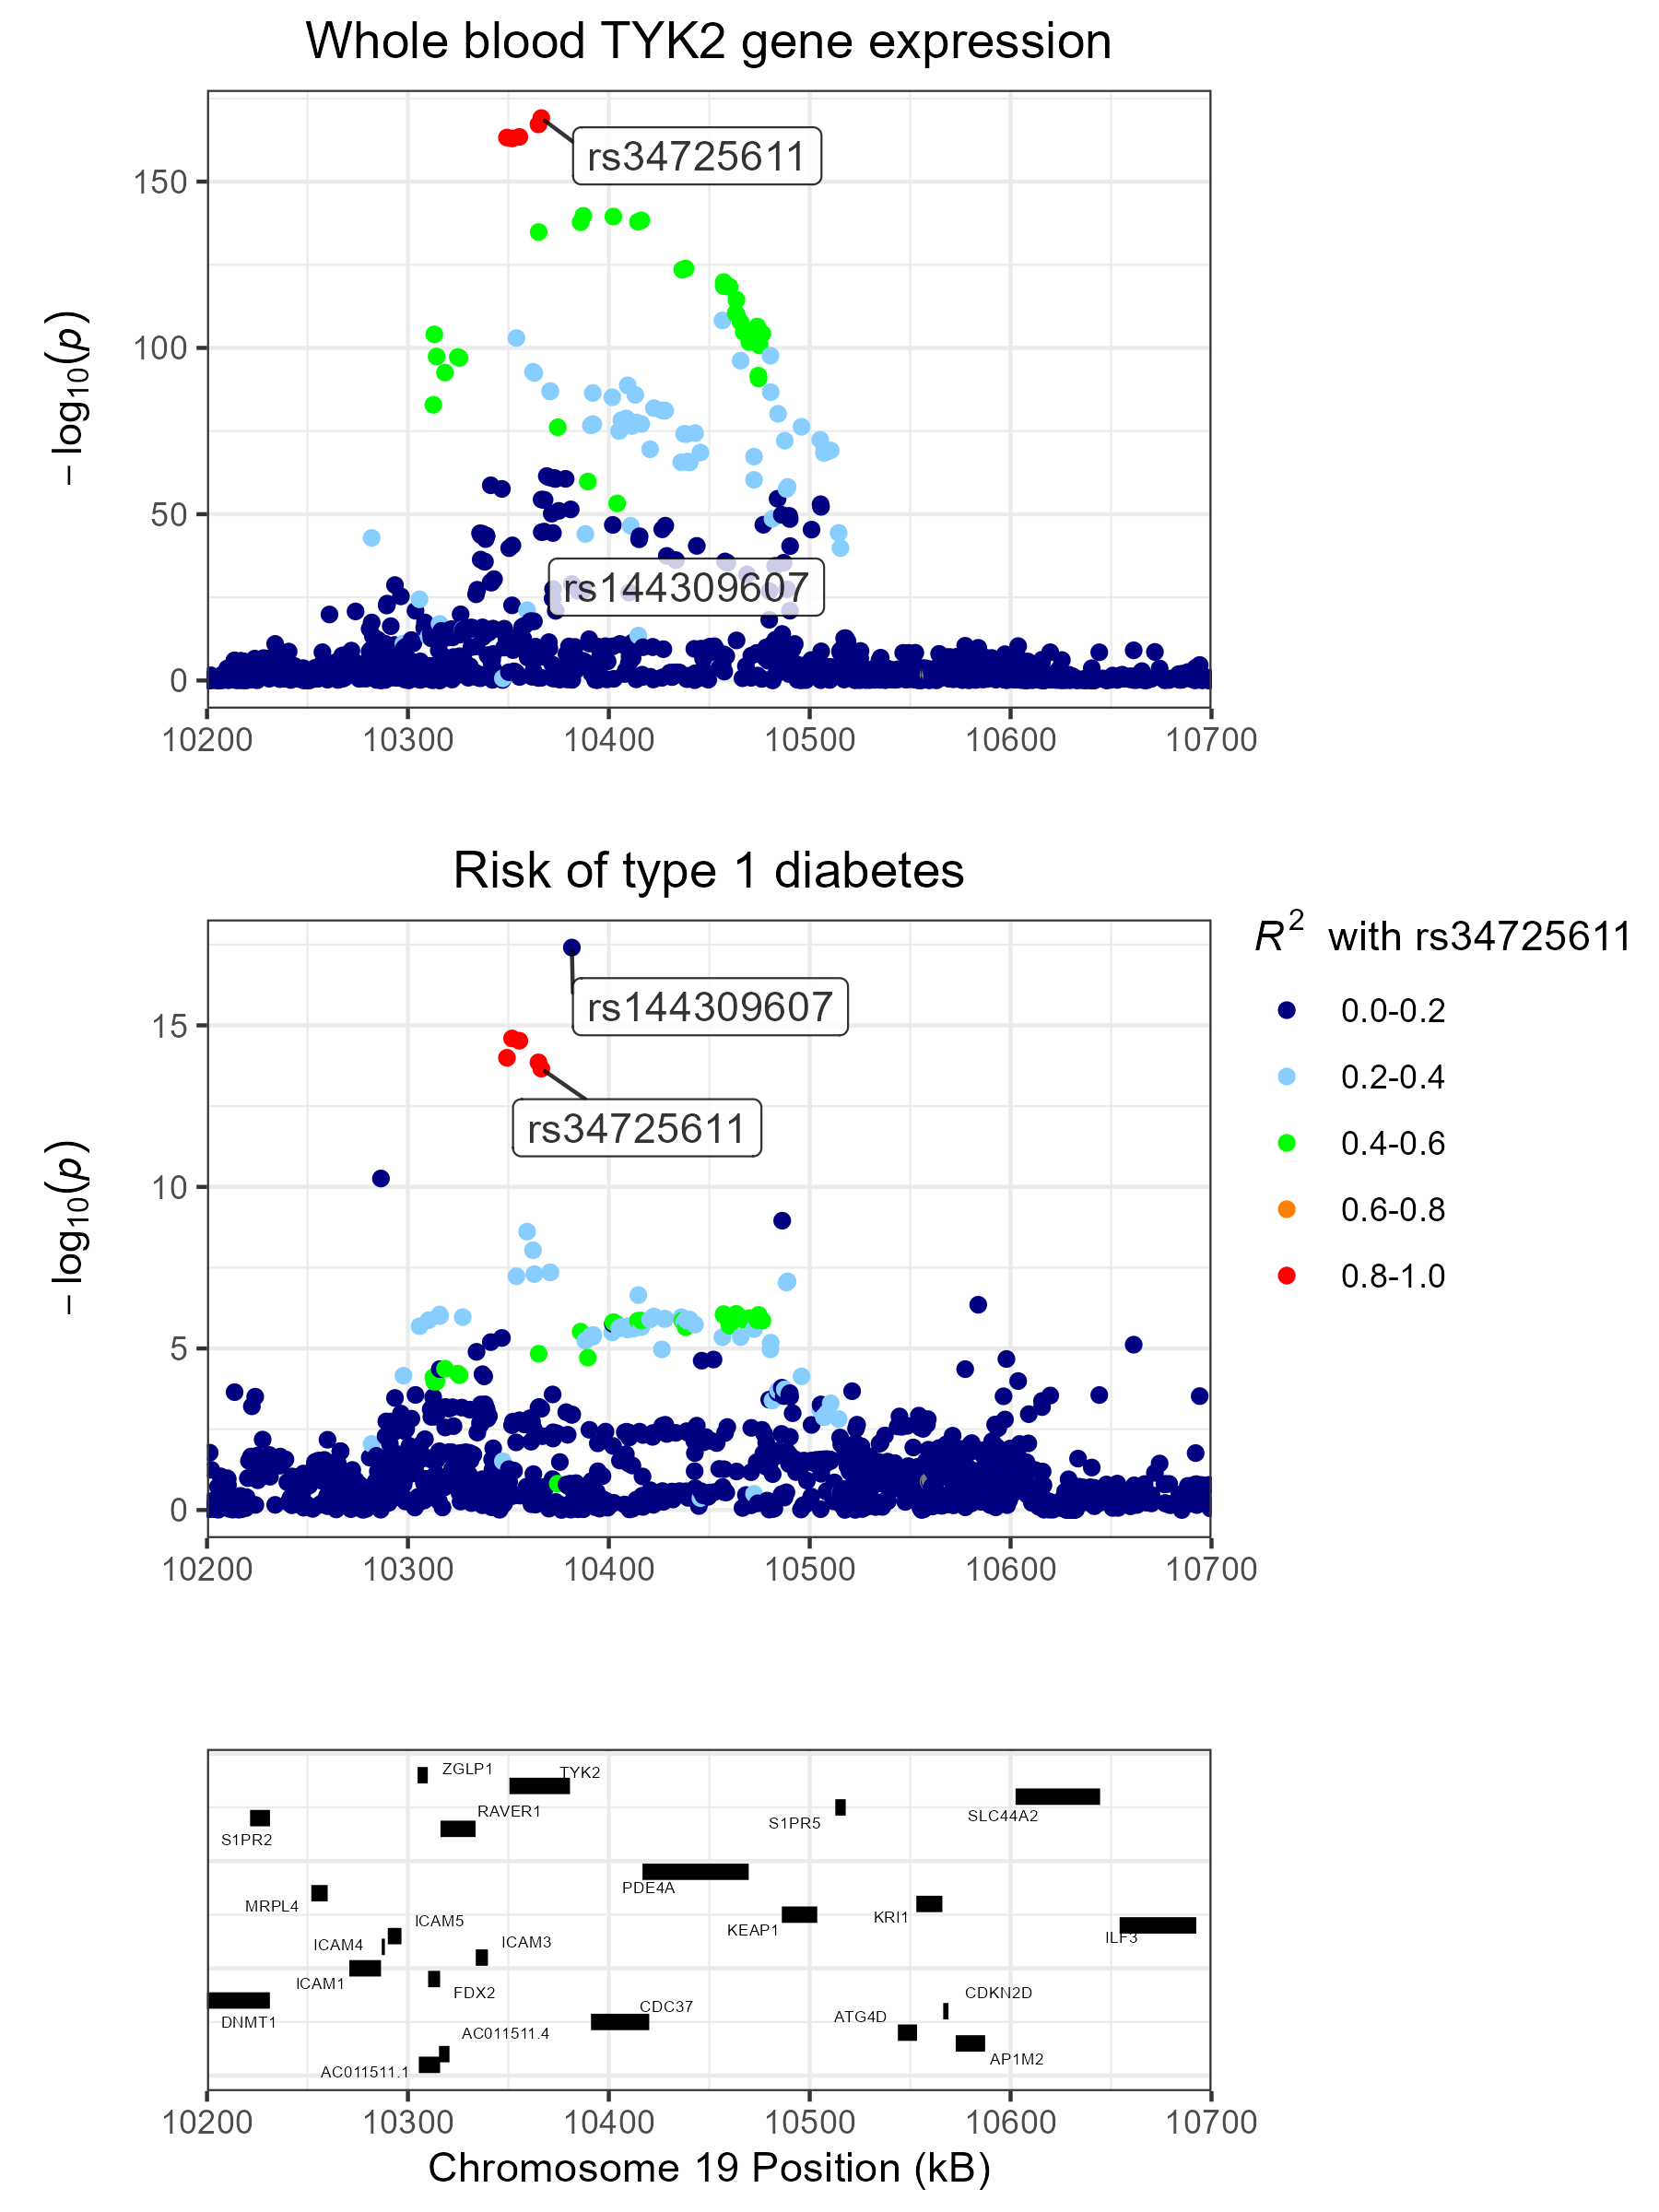 Whole blood TYK2 gene expression
− log10(p)
150
100
50
0
rs34725611
rs144309607
10200 10300 10400 10500 10600 10700
Risk of type 1 diabetes
− log10(p)
15
10
5
0
rs144309607
rs34725611
10200 10300 10400 10500 10600 10700
R2 with rs34725611
0.0-0.2
0.2-0.4
0.4-0.6
0.6-0.8
0.8-1.0
ZGLP1
TYK2
RAVER1
S1PR2
S1PR5
SLC44A2
PDE4A
MRPL4
ICAM5
KEAP1
KRI1
ICAM4
ICAM3
ILF3
ICAM1
FDX2
CDKN2D
DNMT1
CDC37
ATG4D
AC011511.4
AP1M2
AC011511.1
10200 10300 10400 10500 10600 10700
Chromosome 19 Position (kB)